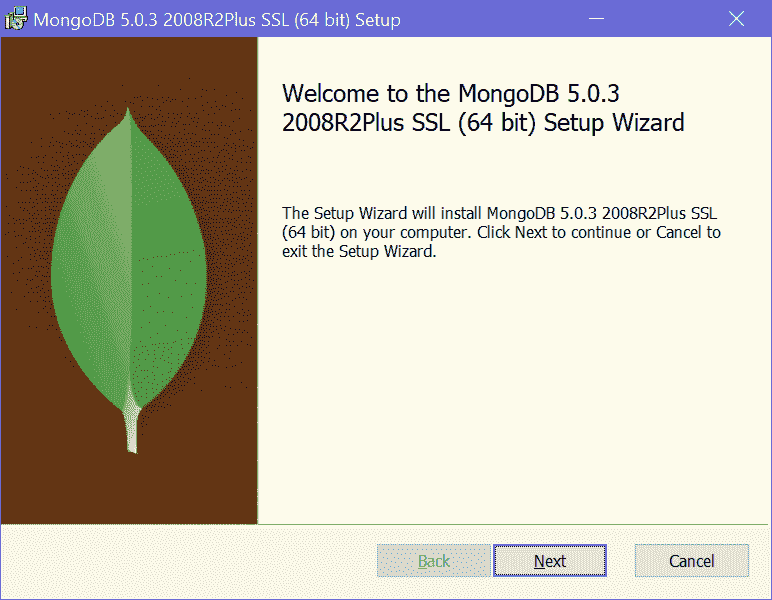 MongoDB 5.0.3 2008R2Plus SSL (64 bit) Setup
Welcome to the MongoDB 5.0.3
2008R2Plus SSL (64 bit) Setup Wizard
The Setup Wizard will install MongoDB 5.0.3 2008R2Plus SSL
(64 bit) on your computer. Click Next to continue or Cancel to
exit the Setup Wizard.
Back
Next
Cancel